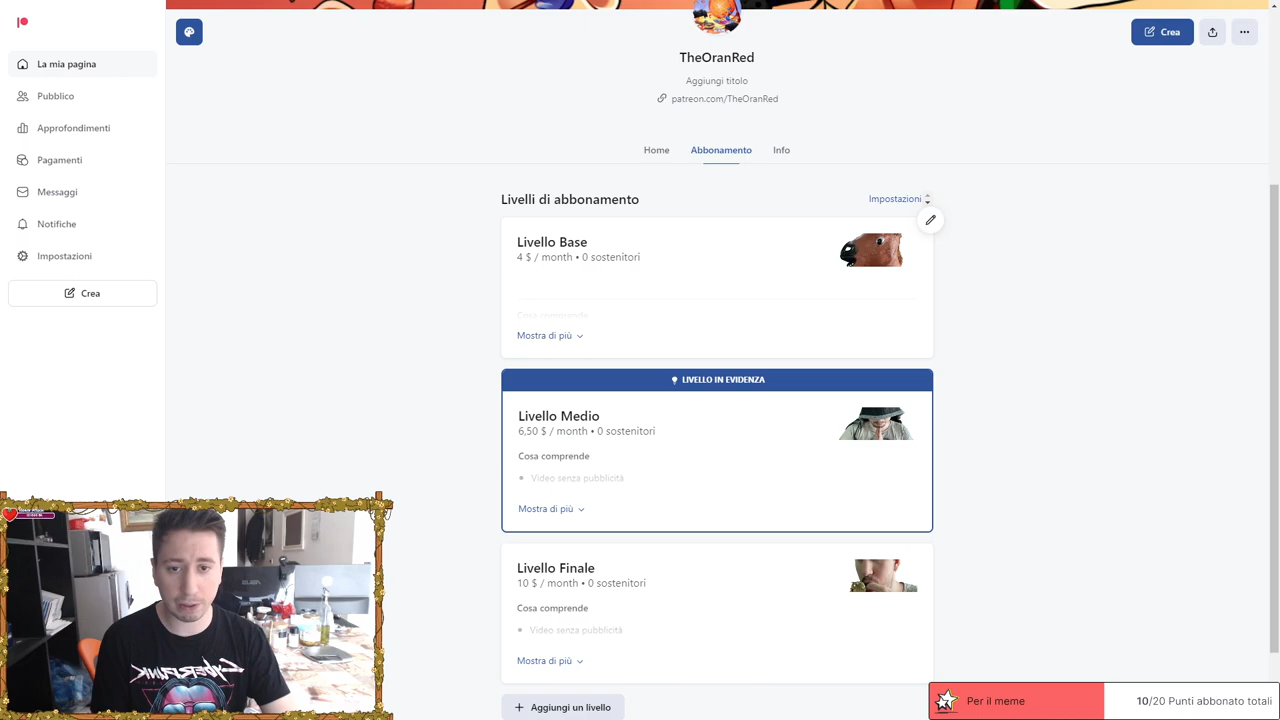 La mia pagina
Pubblico
Approfondimenti
Pagamenti
Messaggi
Notifiche
Impostazioni
Crea
Crea
TheOranRed
Aggiungi titolo
patreon.com/TheOranRed
Home
Abbonamento
Info
Livelli di abbonamento
Impostazioni
Livello Base
4 $ / month • 0 sostenitori
Cosa comprende
Mostra di più
LIVELLO IN EVIDENZA
Livello Medio
6,50 $ / month • 0 sostenitori
Cosa comprende
Video senza pubblicità
Mostra di più
Livello Finale
10 $ / month • 0 sostenitori
Cosa comprende
Video senza pubblicità
Mostra di più
Aggiungi un livello
Per il meme
10/20 Punti abbonato totali